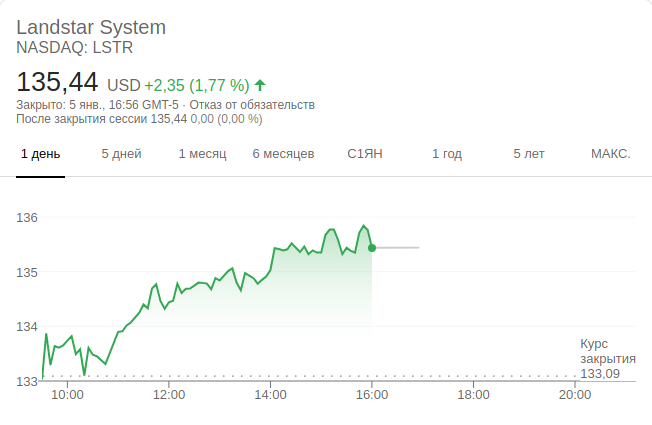 Landstar System
NASDAQ: LSTR
135,44 USD +2,35 (1,77 %)
Закрыто: 5 янв., 16:56 GMT-5 · Отказ от обязательств
После закрытия сессии 135,44 0,00 (0,00 %)
1 день 5 дней 1 месяц 6 месяцев С1ЯН 1 год 5 лет МАКС.
136
135
134
133
Курс
закрытия
133,09
10:00 12:00 14:00 16:00 18:00 20:00